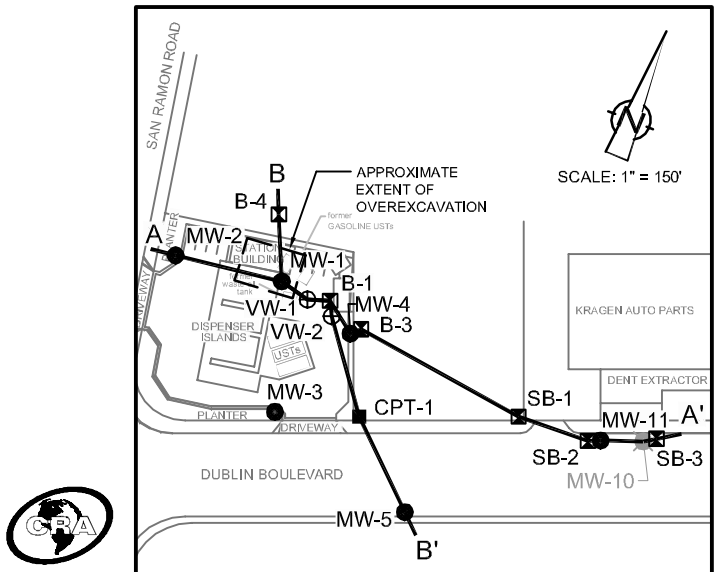 SAN RAMON ROAD
N
SCALE: 1" = 150'
APPROXIMATE
EXTENT OF
OVEREXCAVATION
B
B-4
former
GASOLINE USTs
A
PLANTER
MW-2
STATION
BUILDING
MW-1
waste
tank
DRIVEWAY
VW-1
B-1
MW-4
VW-2
B-3
DISPENSER
ISLANDS
USTs
KRAGEN AUTO PARTS
DENT EXTRACTOR
MW-3
PLANTER
DRIVEWAY
CPT-1
SB-1
MW-11
A'
SB-2
SB-3
MW-10
DUBLIN BOULEVARD
MW-5
B'
CRA